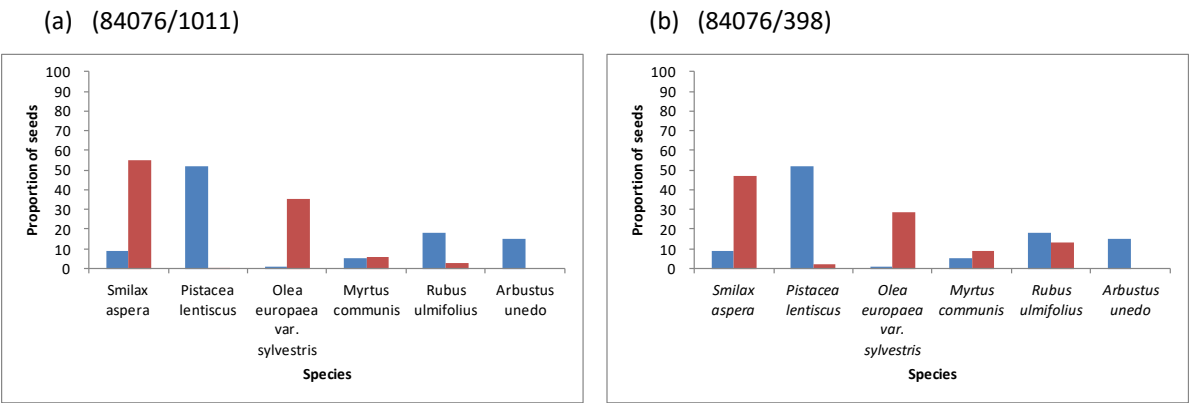 (a) (84076/1011)
Proportion of seeds
100
90
80
70
60
50
40
30
20
10
0
Smilax
aspera
Pistacea
lentiscus
Olea
europaea
var.
sylvestris
Myrtus
communis
Rubus
ulmifolius
Arbustus
unedo
Species
(b) (84076/398)
Proportion of seeds
100
90
80
70
60
50
40
30
20
10
0
Smilax
aspera
Pistacea
lentiscus
Olea
europaea
var.
sylvestris
Myrtus
communis
Rubus
ulmifolius
Arbustus
unedo
Species